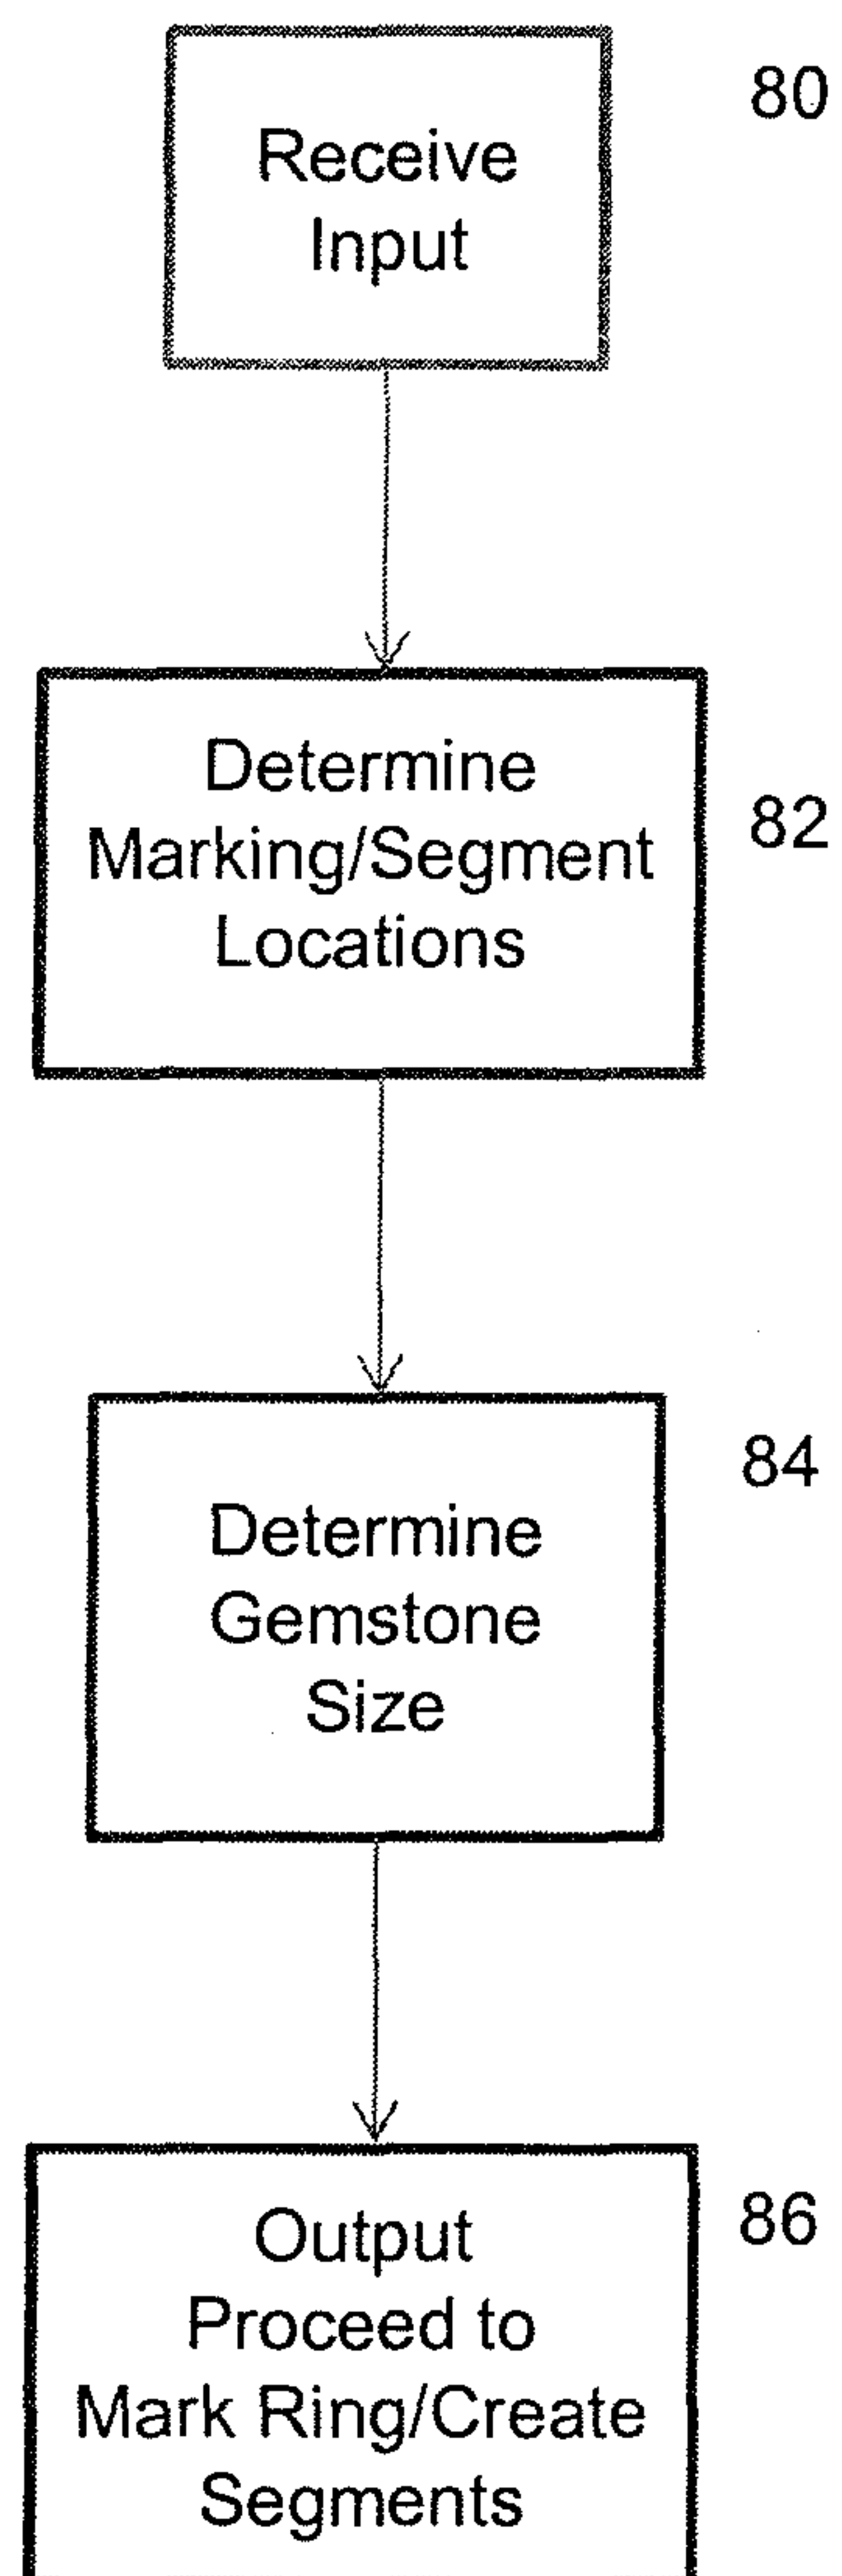 80
Receive
Input
Determine
Marking/Segment
Locations
82
84
Determine
Gemstone
Size
86
Output
Proceed to
Mark Ring/Create
Segments